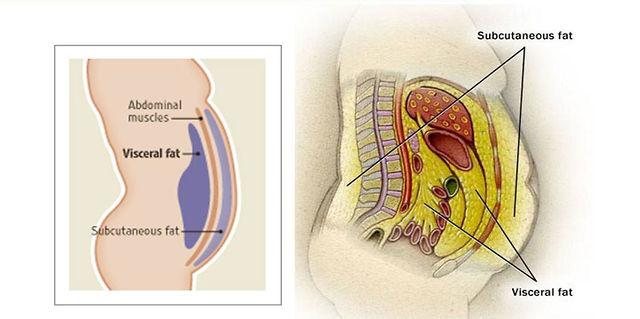 Abdominal
muscles
Visceral fat
Subcutaneous fat
Subcutaneous fat
Visceral fat